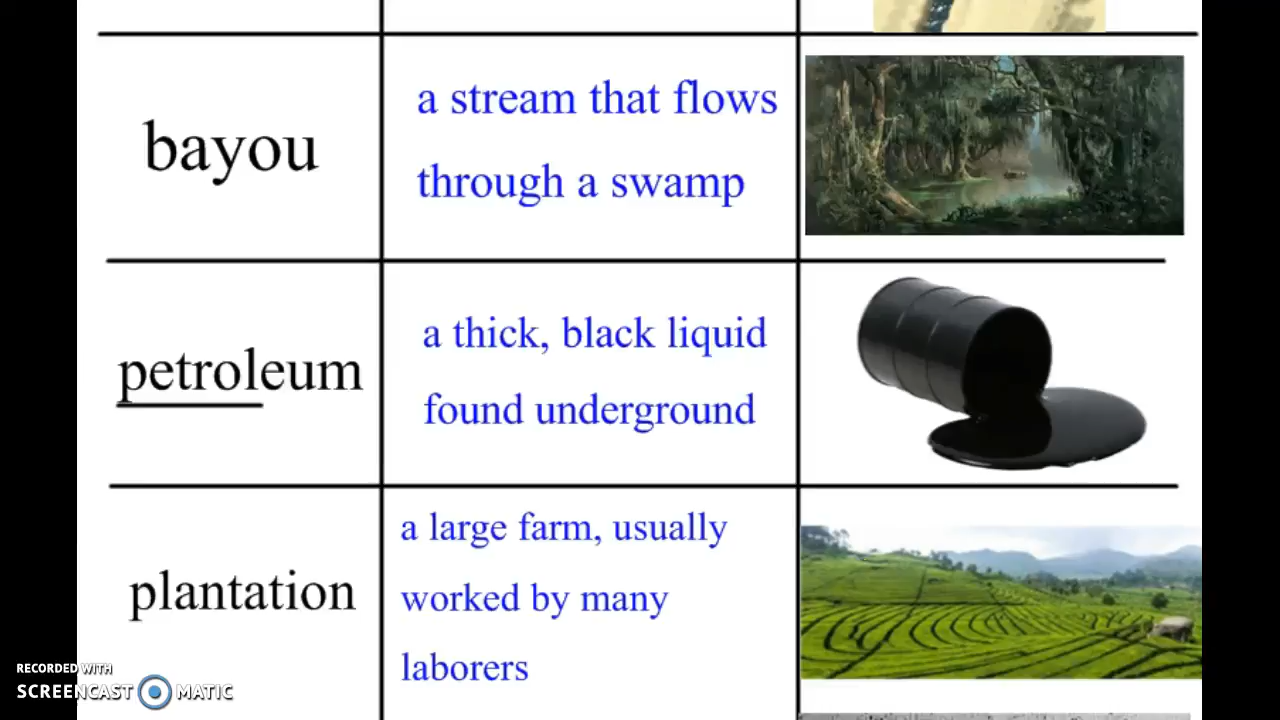 bayou
a stream that flows
through a swamp
petroleum
a thick, black liquid
found underground
plantation
a large farm, usually
worked by many
laborers
RECORDED WITH
SCREENCAST MATIC